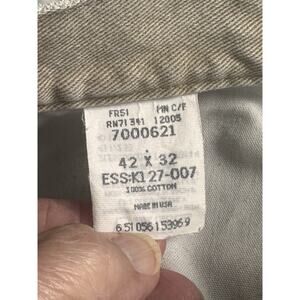 FR51 MN C/F
RN71341 12005
7000621
42 X 32
ESS:K127-007
100% COTTON
MADE IN USA
6 51056 15396 9